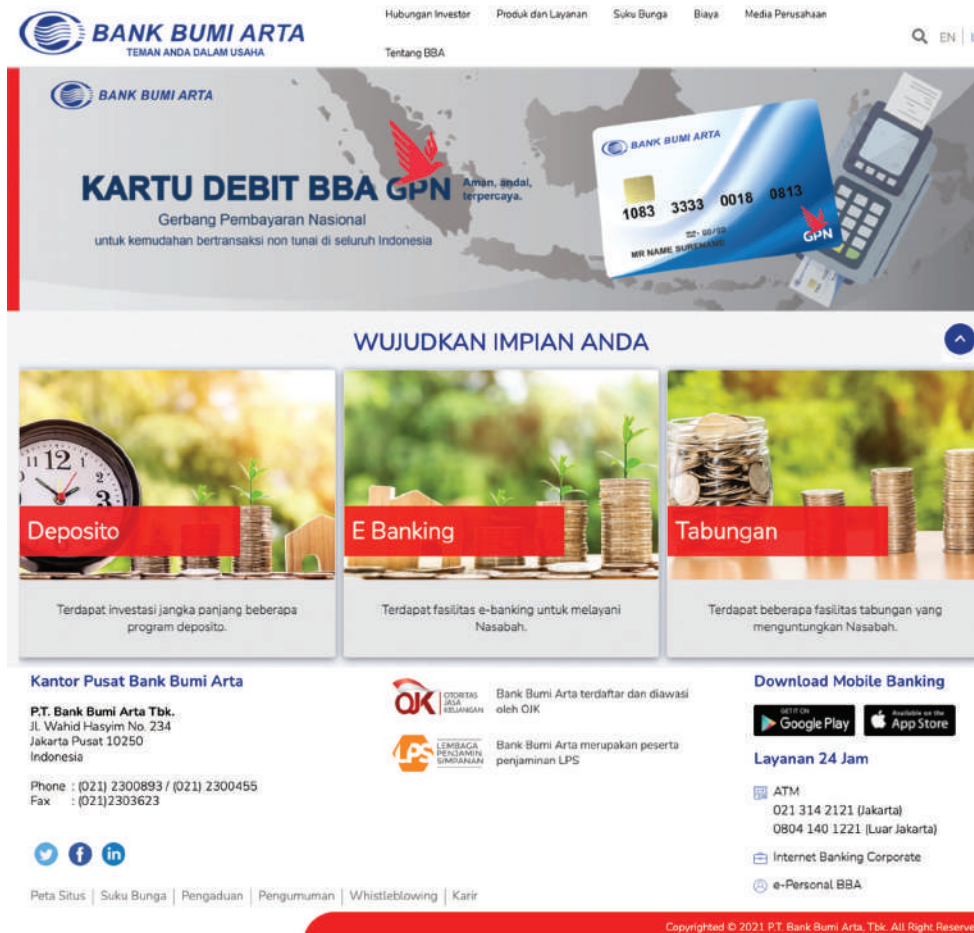 BANK BUMI ARTA
TEMAN ANDA DALAM USAHA
Hubungan Investor Produk dan Layanan Suku Bunga Biaya Media Perusahaan
Tentang BBA
EN
BANK BUMI ARTA
KARTU DEBIT BBA GPN
Aman, andal,
terpercaya.
Gerbang Pembayaran Nasional
untuk kemudahan bertransaksi non tunai di seluruh Indonesia
BANK BUMI ARTA
1083 3333 0018 0813
MR NAME SURENAME
GPN
WUJUDKAN IMPIAN ANDA
11 12 1
2
3
Deposito
E Banking
Tabungan
Terdapat investasi jangka panjang beberapa
program deposito.
Terdapat fasilitas e-banking untuk melayani
Nasabah.
Terdapat beberapa fasilitas tabungan yang
menguntungkan Nasabah.
Kantor Pusat Bank Bumi Arta
P.T. Bank Bumi Arta Tbk.
Jl. Wahid Hasyim No. 234
Jakarta Pusat 10250
Indonesia
Phone : (021) 2300893 / (021) 2300455
Fax : (021)2303623
OJK OTORITAS
JASA
KEUANGAN
Bank Bumi Arta terdaftar dan diawasi
oleh OJK
LPS LEMBAGA
PENJAMIN
SIMPANAN
Bank Bumi Arta merupakan peserta
penjaminan LPS
Download Mobile Banking
GET IT ON
Google Play
Available on the
App Store
Layanan 24 Jam
ATM
021 314 2121 (Jakarta)
0804 140 1221 (Luar Jakarta)
Internet Banking Corporate
e-Personal BBA
Peta Situs | Suku Bunga | Pengaduan | Pengumuman | Whistleblowing | Karir
Copyrighted © 2021 P.T. Bank Bumi Arta, Tbk. All Right Reserve